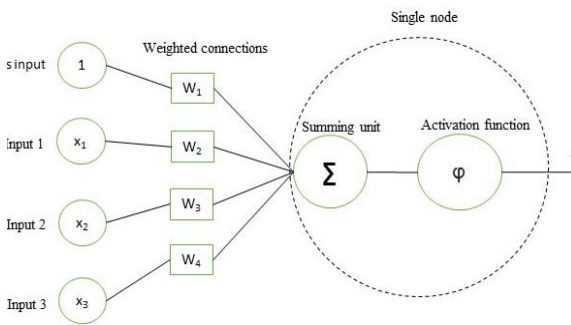 Single node
Weighted connections
s input 1 W₁
Input 1 x₁ W₂
Summing unit Activation function
Σ φ
Input 2 x₂ W₃
W₄
Input 3 x₃